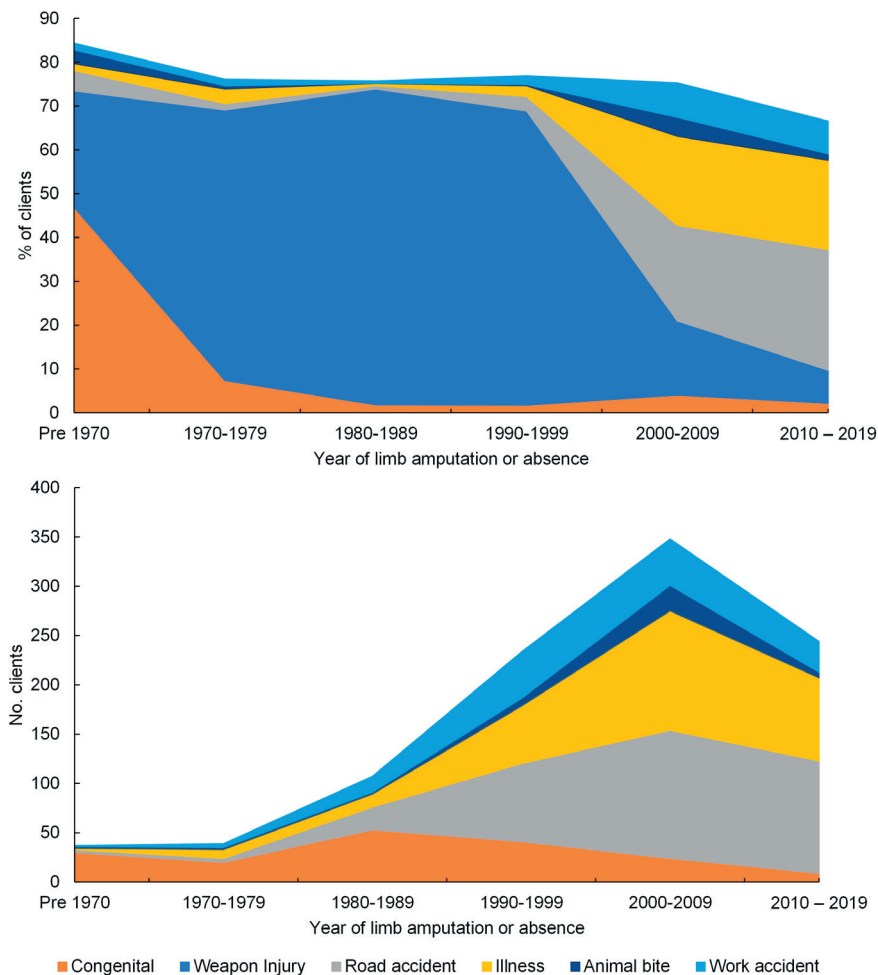 90
80
70
60
50
40
30
20
10
0
% of clients
Pre 1970 1970-1979 1980-1989 1990-1999 2000-2009 2010 – 2019
Year of limb amputation or absence
400
350
300
250
200
150
100
50
0
No. clients
Pre 1970 1970-1979 1980-1989 1990-1999 2000-2009 2010 – 2019
Year of limb amputation or absence
Congenital Weapon Injury Road accident Illness Animal bite Work accident